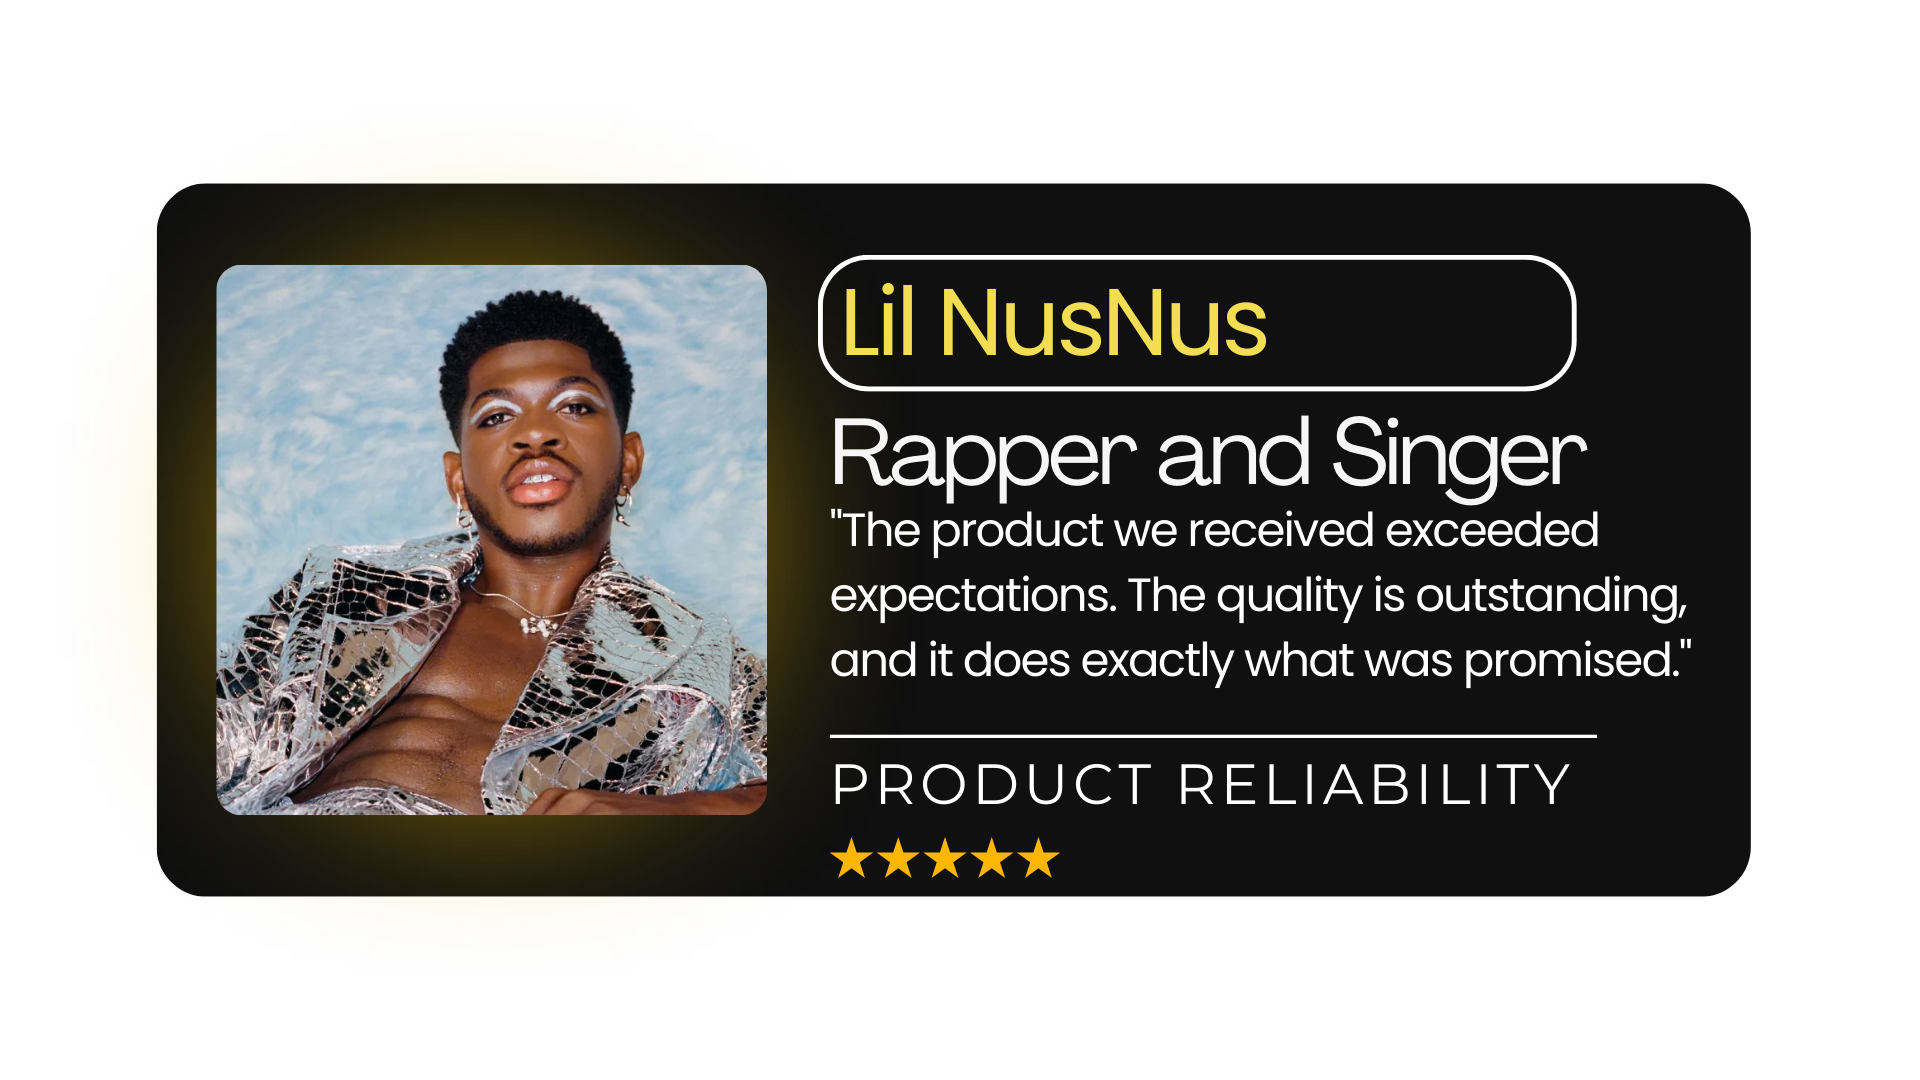 Lil NusNus
Rapper and Singer
"The product we received exceeded
expectations. The quality is outstanding,
and it does exactly what was promised."
PRODUCT RELIABILITY